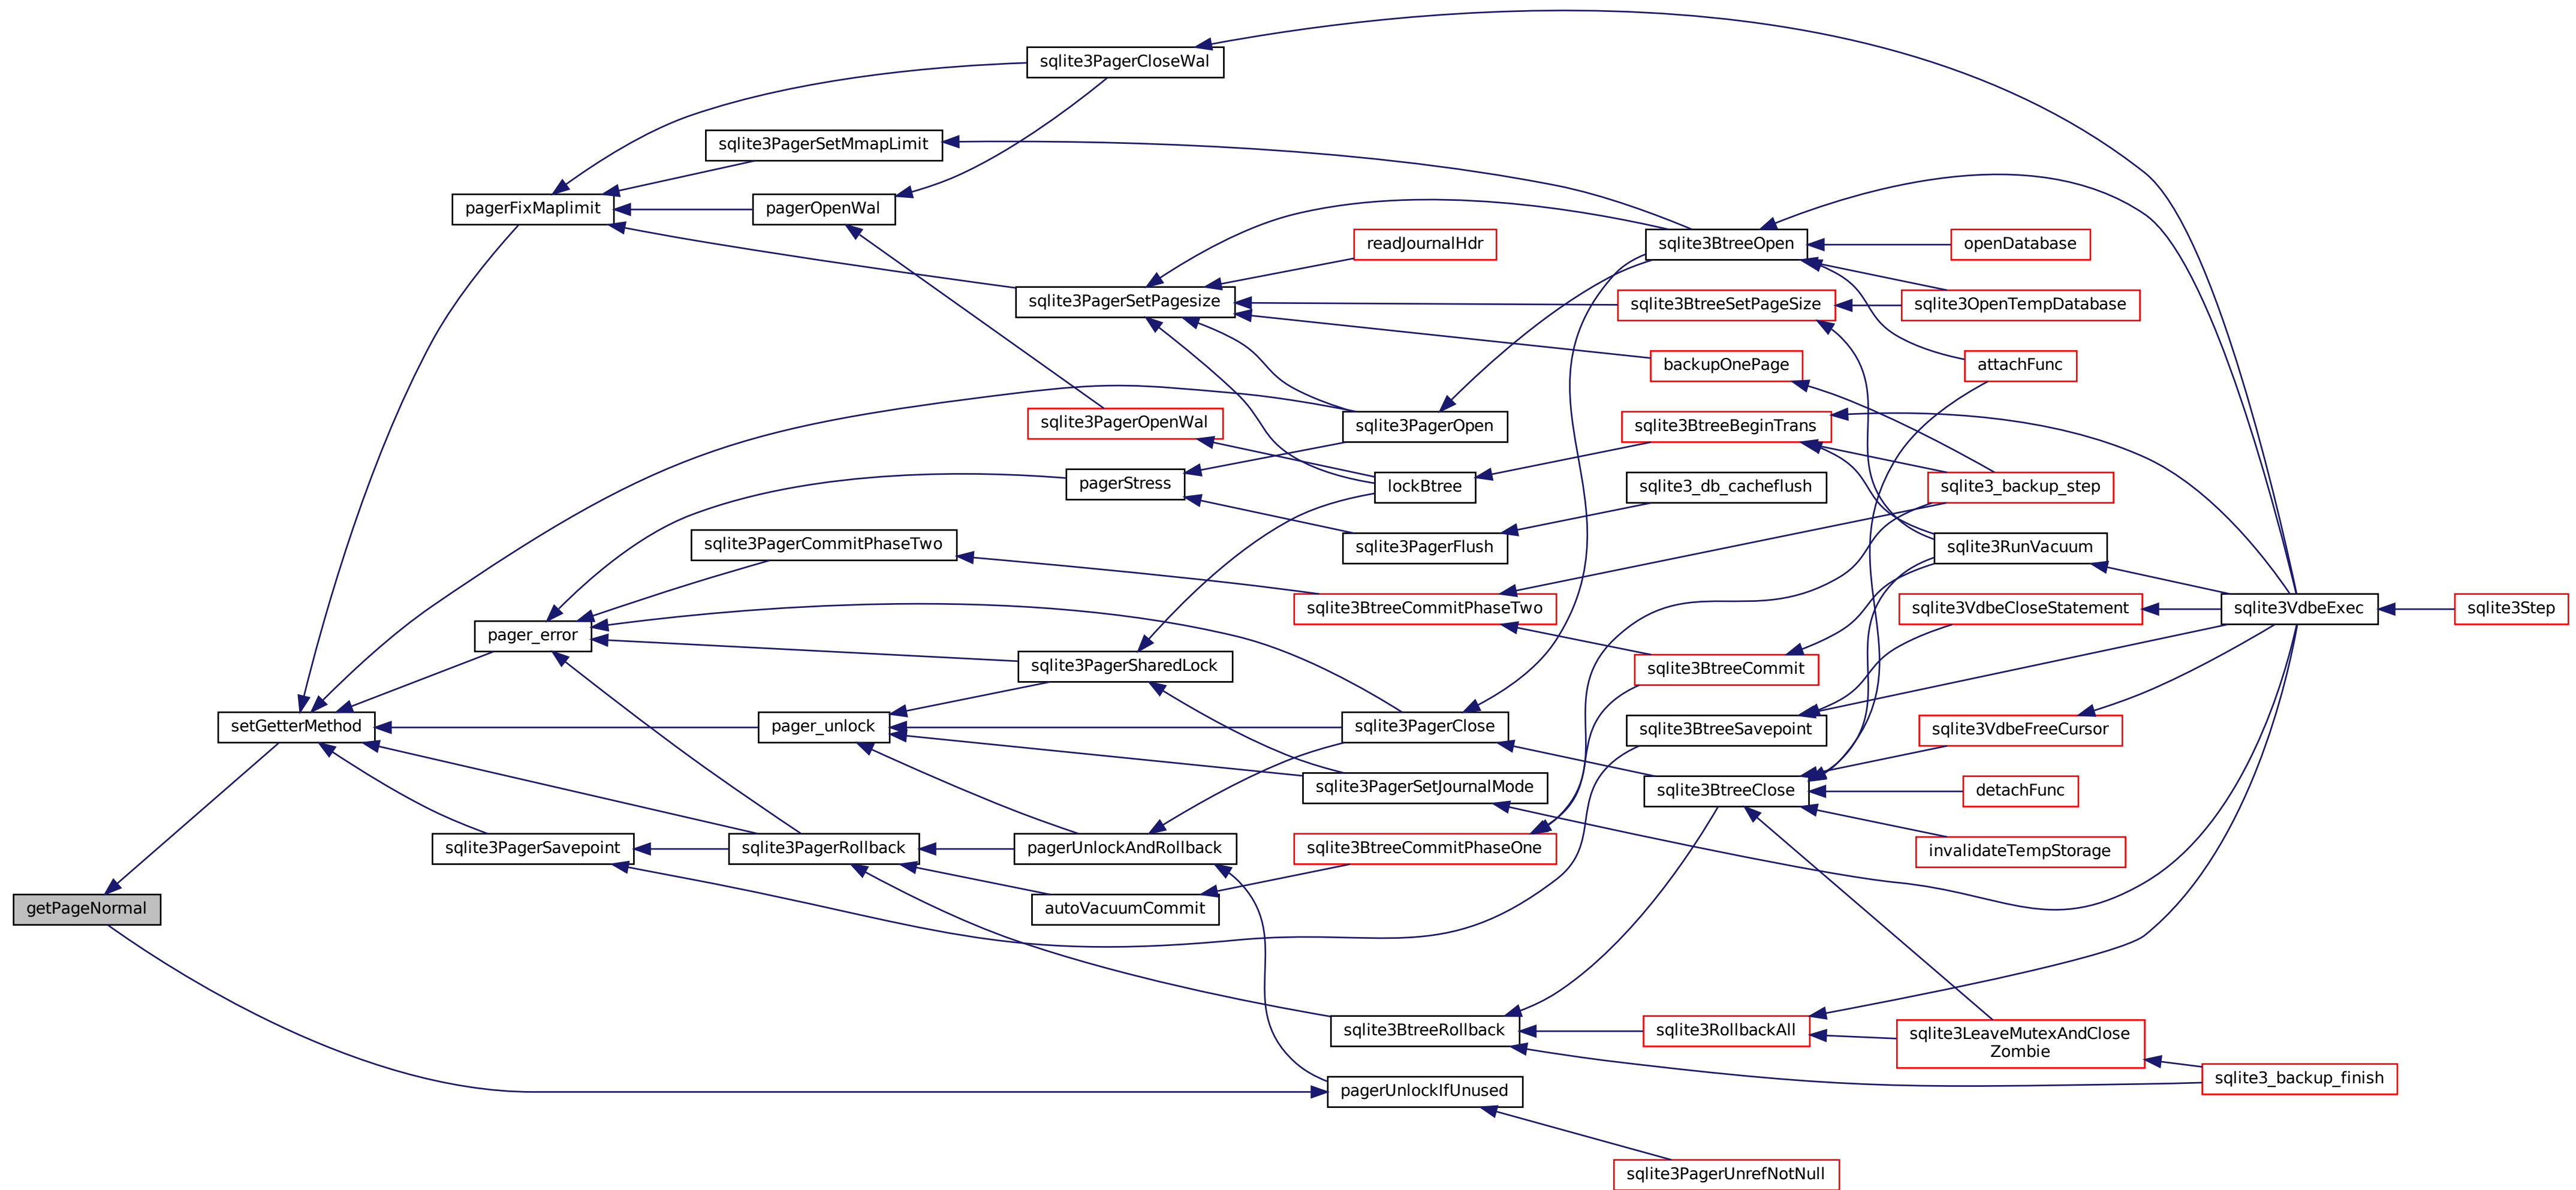 sqlite3PagerCloseWal
sqlite3PagerSetMmapLimit
pagerFixMaplimit
pagerOpenWal
readJournalHdr
sqlite3BtreeOpen
openDatabase
sqlite3PagerSetPagesize
sqlite3BtreeSetPageSize
sqlite3OpenTempDatabase
backupOnePage
attachFunc
sqlite3PagerOpenWal
sqlite3PagerOpen
sqlite3BtreeBeginTrans
pagerStress
lockBtree
sqlite3_db_cacheflush
sqlite3_backup_step
sqlite3PagerCommitPhaseTwo
sqlite3PagerFlush
sqlite3RunVacuum
sqlite3BtreeCommitPhaseTwo
sqlite3VdbeCloseStatement
sqlite3VdbeExec
sqlite3Step
pager_error
sqlite3PagerSharedLock
sqlite3BtreeCommit
setGetterMethod
pager_unlock
sqlite3PagerClose
sqlite3BtreeSavepoint
sqlite3VdbeFreeCursor
sqlite3PagerSetJournalMode
sqlite3BtreeClose
detachFunc
sqlite3PagerSavepoint
sqlite3PagerRollback
pagerUnlockAndRollback
sqlite3BtreeCommitPhaseOne
invalidateTempStorage
getPageNormal
autoVacuumCommit
sqlite3BtreeRollback
sqlite3RollbackAll
sqlite3LeaveMutexAndClose
Zombie
sqlite3_backup_finish
pagerUnlockIfUnused
sqlite3PagerUnrefNotNull